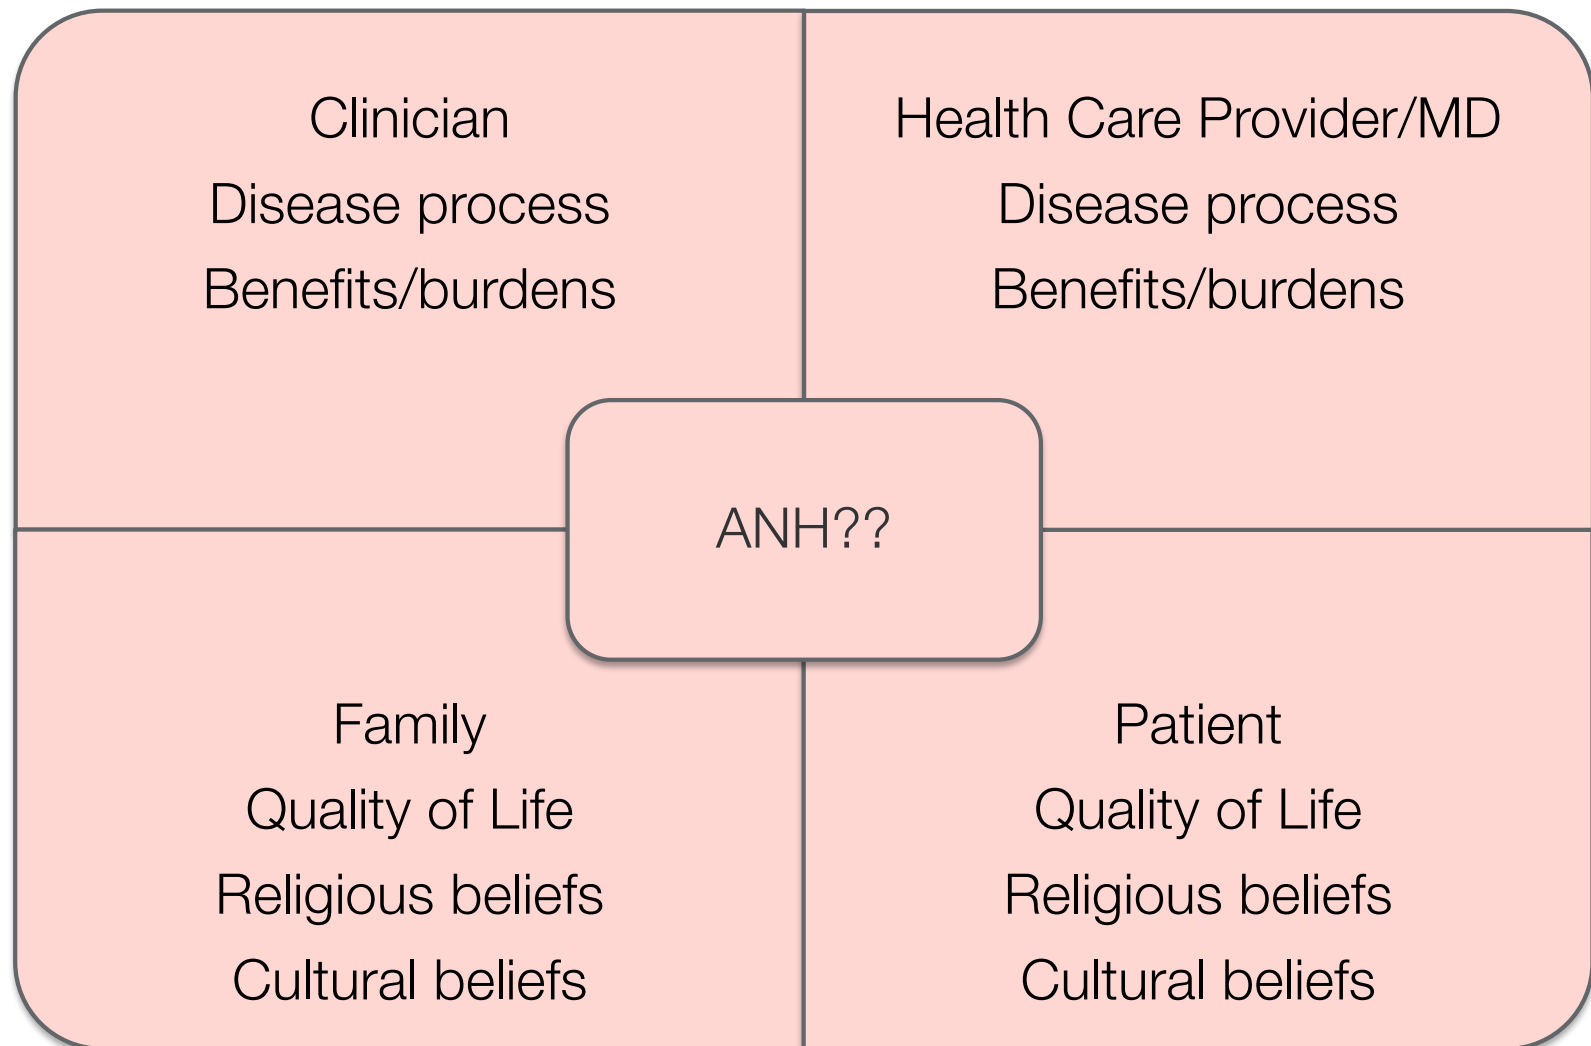 Clinician
Disease process
Benefits/burdens
Health Care Provider/MD
Disease process
Benefits/burdens
ANH??
Family
Quality of Life
Religious beliefs
Cultural beliefs
Patient
Quality of Life
Religious beliefs
Cultural beliefs